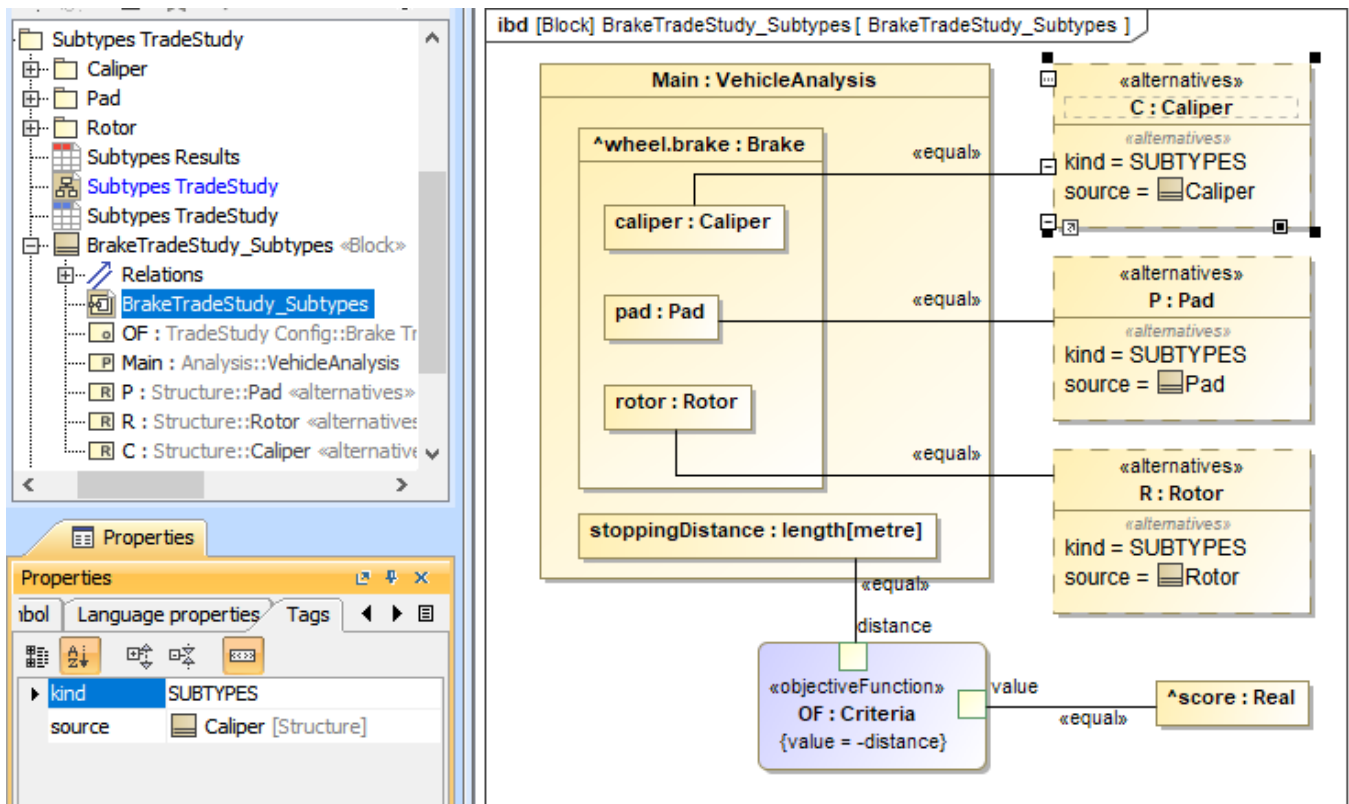 Subtypes TradeStudy
Caliper
Pad
Rotor
Subtypes Results
Subtypes TradeStudy
Subtypes TradeStudy
BrakeTradeStudy_Subtypes «Block»
Relations
BrakeTradeStudy_Subtypes
OF : TradeStudy Config::Brake Tr
Main : Analysis::VehicleAnalysis
P : Structure::Pad «alternatives»
R : Structure::Rotor «alternatives
C : Structure::Caliper «alternative
Properties
Properties
Language properties
Tags
kind SUBTYPES
source Caliper [Structure]
ibd [Block] BrakeTradeStudy_Subtypes[ BrakeTradeStudy_Subtypes ]
Main : VehicleAnalysis
^wheel.brake : Brake
caliper : Caliper
pad : Pad
rotor : Rotor
stoppingDistance : length[metre]
«equal»
«equal»
«equal»
«alternatives»
C : Caliper
«alternatives»
kind = SUBTYPES
source = Caliper
«alternatives»
P : Pad
«alternatives»
kind = SUBTYPES
source = Pad
«alternatives»
R : Rotor
«alternatives»
kind = SUBTYPES
source = Rotor
«equal»
distance
«objectiveFunction»
OF : Criteria
{value = -distance}
value
«equal»
^score : Real